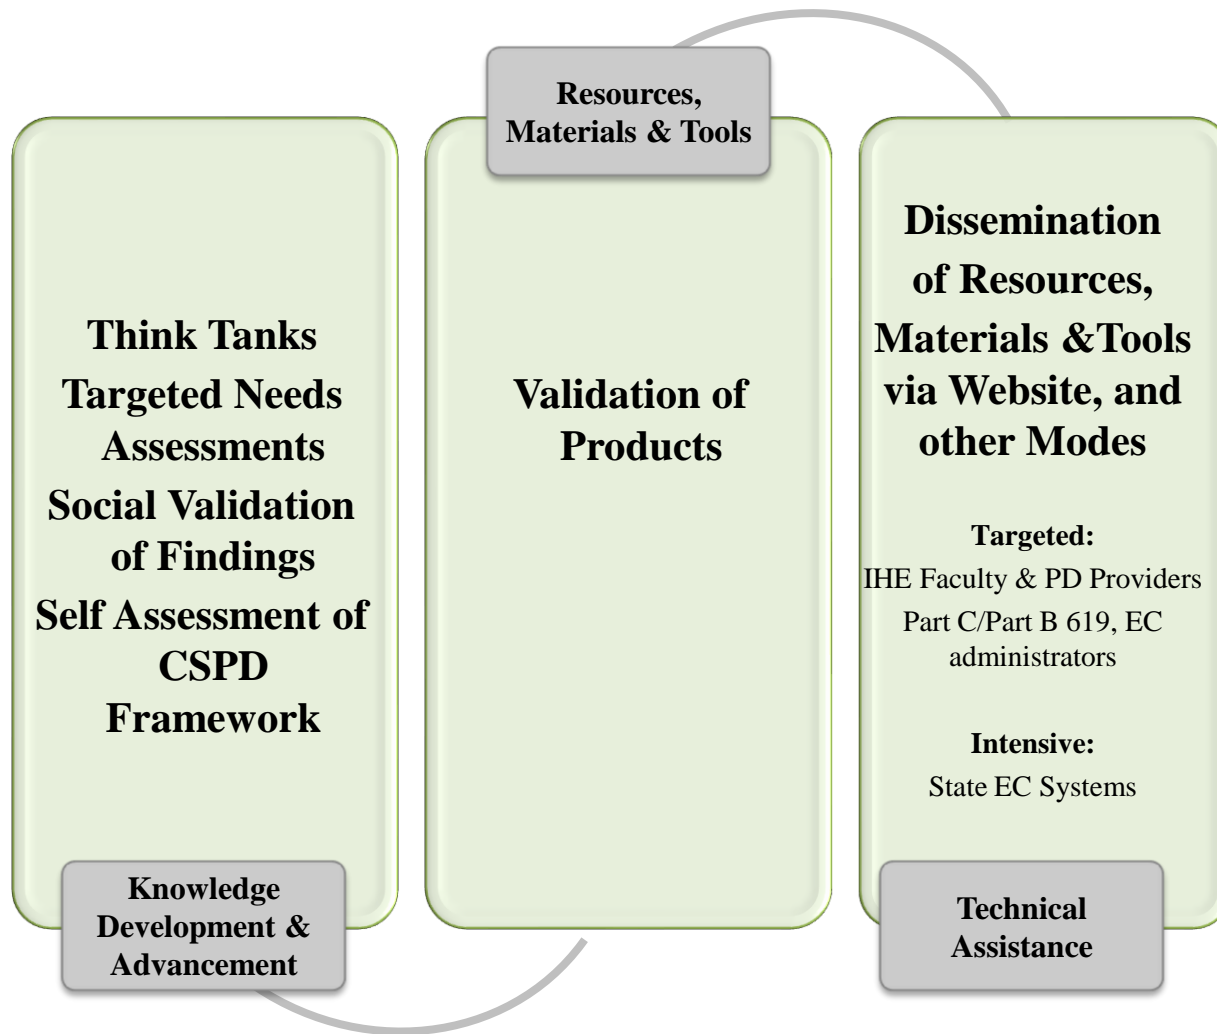 Think Tanks
Targeted Needs
Assessments
Social Validation
of Findings
Self Assessment of
CSPD
Framework
Knowledge
Development &
Advancement
Resources,
Materials & Tools
Validation of
Products
Dissemination
of Resources,
Materials &Tools
via Website, and
other Modes
Targeted:
IHE Faculty & PD Providers
Part C/Part B 619, EC
administrators
Intensive:
State EC Systems
Technical
Assistance